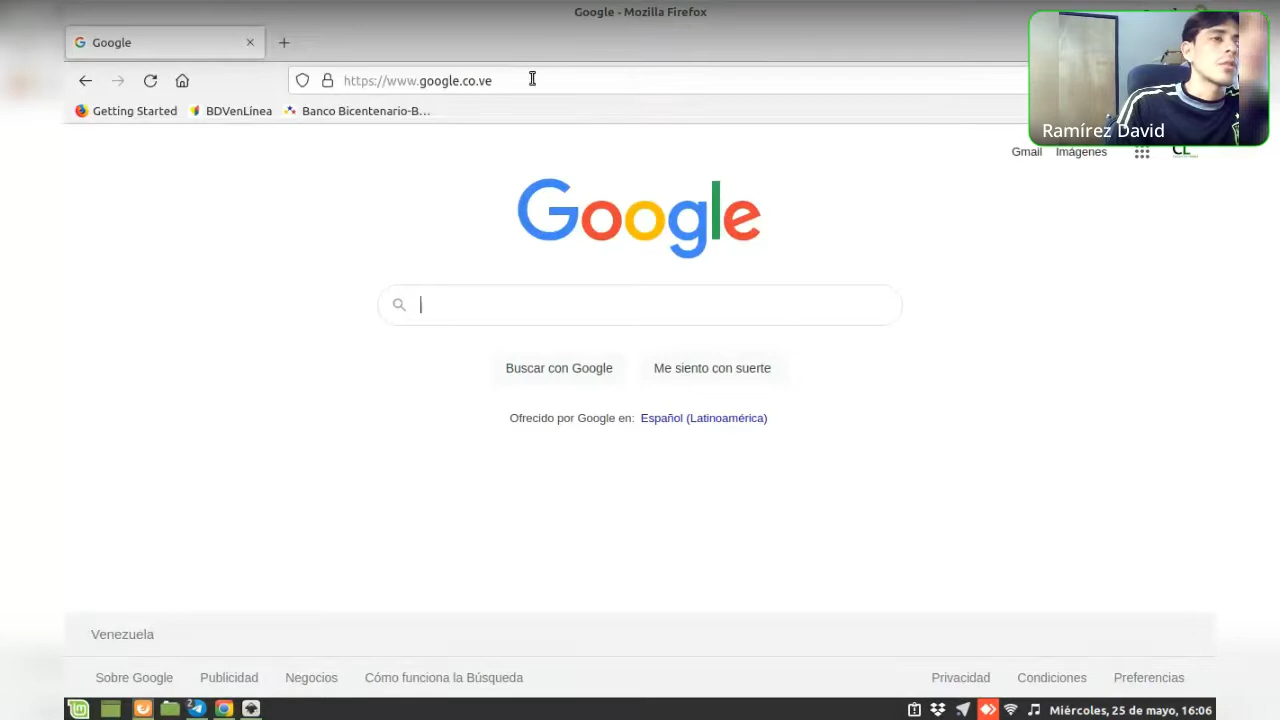 Google - Mozilla Firefox
Google
https://www.google.co.ve
Getting Started BDVenLínea Banco Bicentenario-B...
Ramírez David
Gmail Imágenes
CL
Google
Buscar con Google Me siento con suerte
Ofrecido por Google en: Español (Latinoamérica)
Venezuela
Sobre Google Publicidad Negocios Cómo funciona la Búsqueda Privacidad Condiciones Preferencias
2 Miércoles, 25 de mayo, 16:06